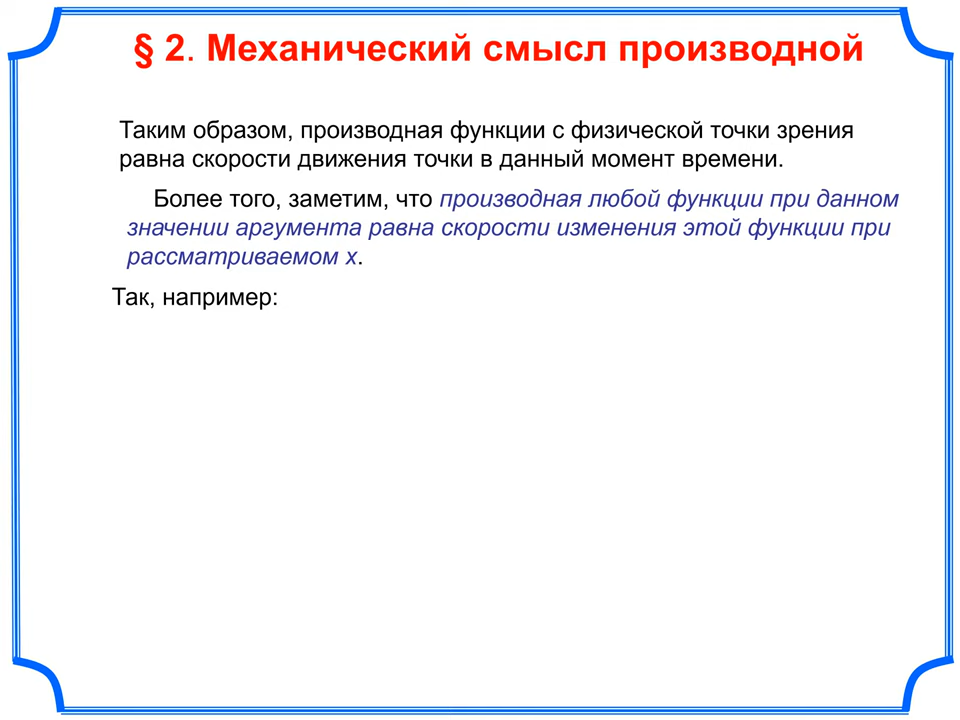 § 2. Механический смысл производной
Таким образом, производная функции с физической точки зрения
равна скорости движения точки в данный момент времени.
Более того, заметим, что производная любой функции при данном
значении аргумента равна скорости изменения этой функции при
рассматриваемом х.
Так, например: